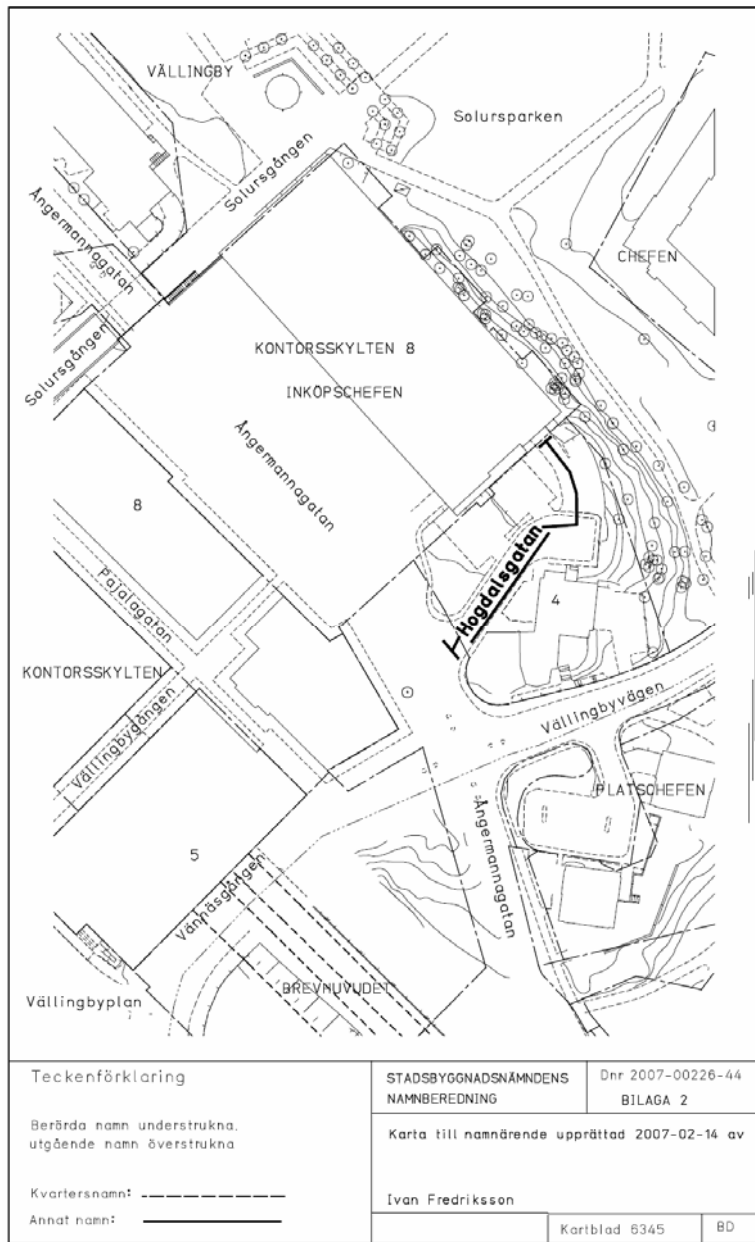 VÄLLINGBY
Solursparken
Solursgången
Ångermannagatan
CHEFEN
Solursgången
KONTORSSKYLTEN 8
INKÖPSCHEFEN
Ångermannagatan
8
Hogdalsgatan
4
Pajalagatan
KONTORSSKYLTEN
Vällingbygången
Vällingbyvägen
PLATSCHEFEN
Ångermannagatan
5
Vännäsgången
BREVHUVUDET
Vällingbyplan
Teckenförklaring
Berörda namn understrukna,
utgående namn överstrukna
Kvartersnamn:
Annat namn:
STADSBYGGNADSNÄMNDENS
NAMNBEREDNING
Dnr 2007-00226-44
BILAGA 2
Karta till namnärende upprättad 2007-02-14 av
Ivan Fredriksson
Kartblad 6345
BD